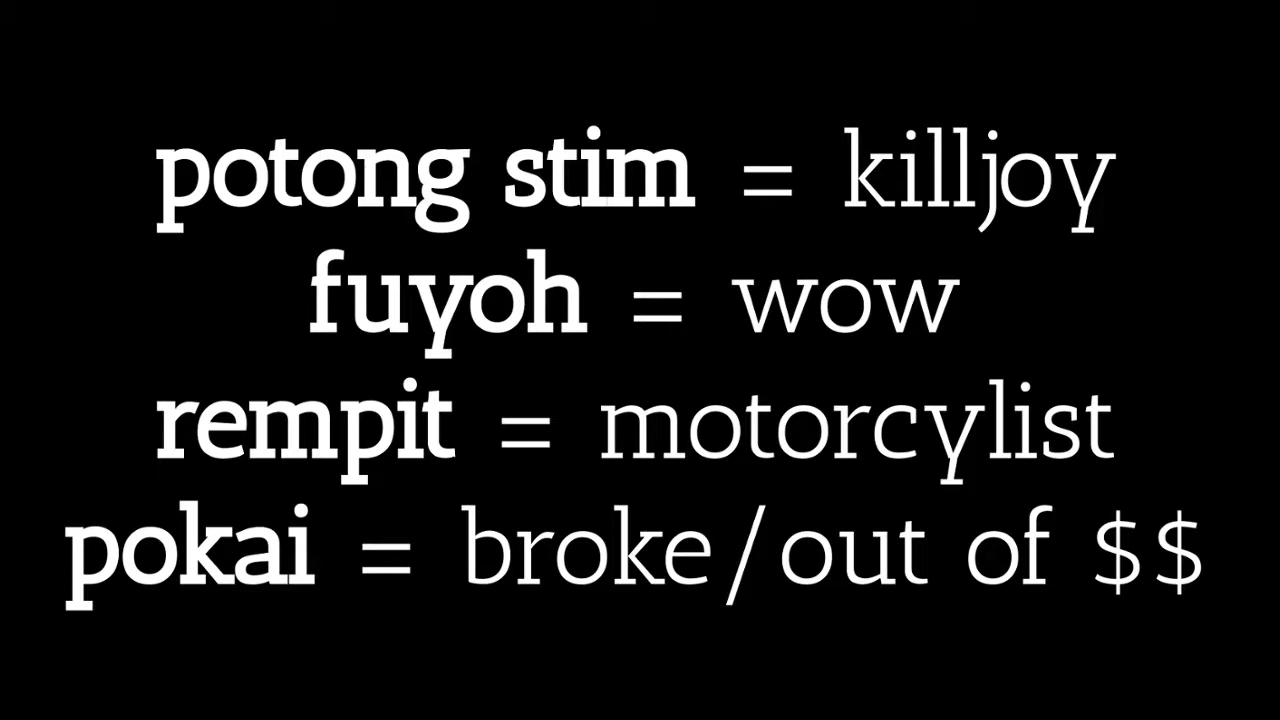 potong stim = killjoy
fuyoh = wow
rempit = motorcylist
pokai = broke/out of $$